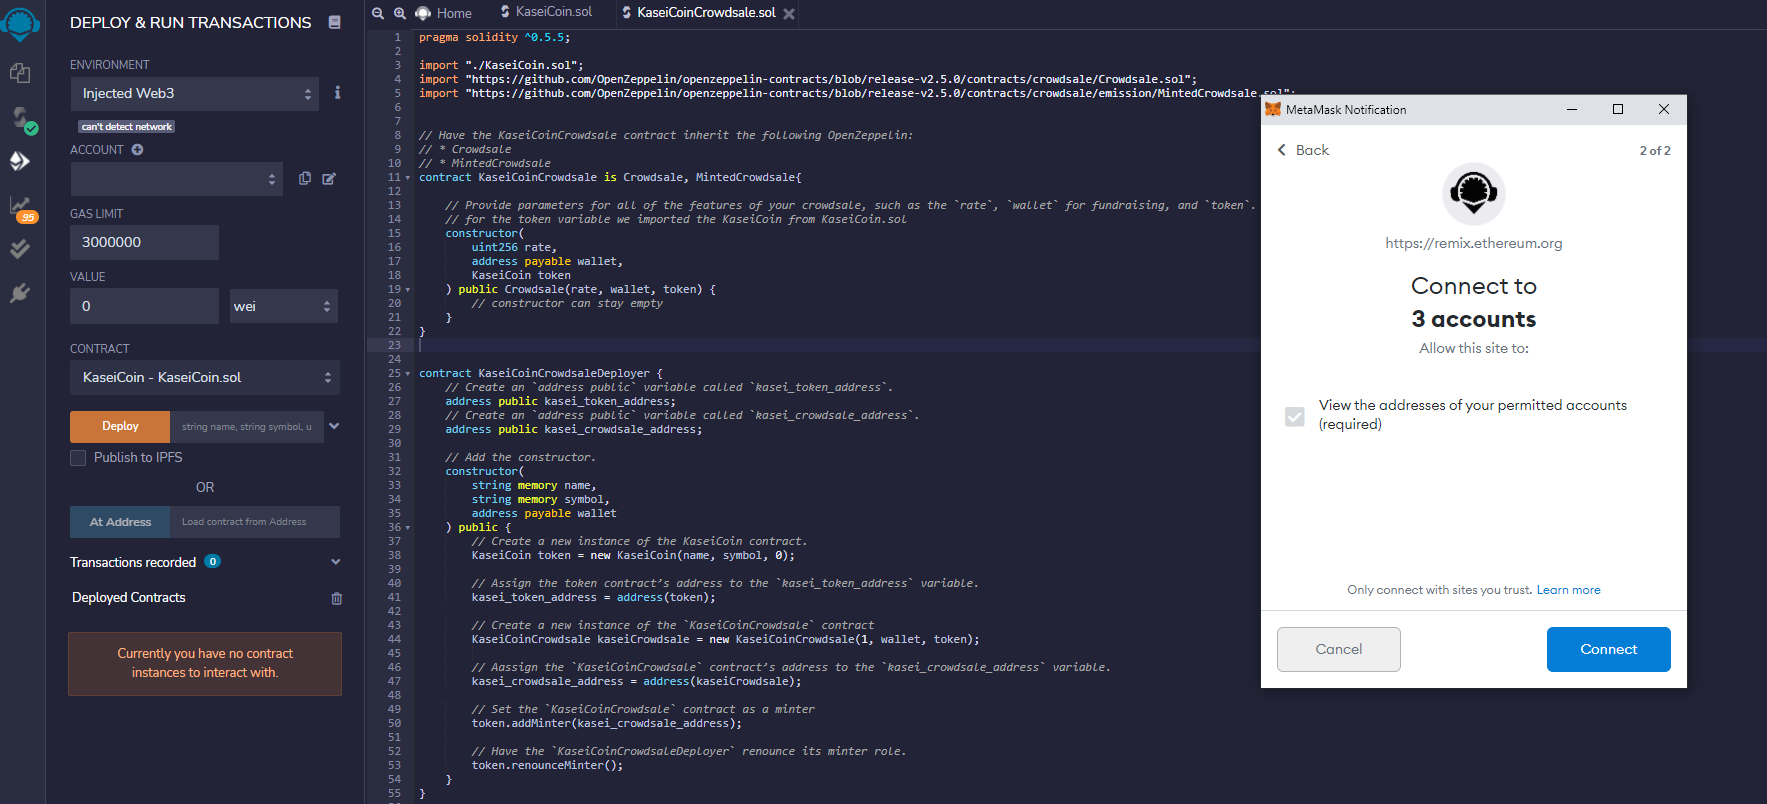 DEPLOY & RUN TRANSACTIONS
ENVIRONMENT
Injected Web3
can't detect network
ACCOUNT
GAS LIMIT
3000000
VALUE
0
wei
CONTRACT
KaseiCoin - KaseiCoin.sol
Deploy
string name, string symbol, u
Publish to IPFS
OR
At Address
Load contract from Address
Transactions recorded 0
Deployed Contracts
Currently you have no contract
instances to interact with.
95
Home
KaseiCoin.sol
KaseiCoinCrowdsale.sol
1 pragma solidity ^0.5.5;
2
3 import "./KaseiCoin.sol";
4 import "https://github.com/OpenZeppelin/openzeppelin-contracts/blob/release-v2.5.0/contracts/crowdsale/Crowdsale.sol";
5 import "https://github.com/OpenZeppelin/openzeppelin-contracts/blob/release-v2.5.0/contracts/crowdsale/emission/MintedCrowdsale.sol";
6
7
8 // Have the KaseiCoinCrowdsale contract inherit the following OpenZeppelin:
9 // * Crowdsale
10 // * MintedCrowdsale
11 contract KaseiCoinCrowdsale is Crowdsale, MintedCrowdsale{
12
13 // Provide parameters for all of the features of your crowdsale, such as the `rate`, `wallet` for fundraising, and `token`.
14 // for the token variable we imported the KaseiCoin from KaseiCoin.sol
15 constructor(
16 uint256 rate,
17 address payable wallet,
18 KaseiCoin token
19 ) public Crowdsale(rate, wallet, token) {
20 // constructor can stay empty
21 }
22 }
23
24
25 contract KaseiCoinCrowdsaleDeployer {
26 // Create an `address public` variable called `kasei_token_address`.
27 address public kasei_token_address;
28 // Create an `address public` variable called `kasei_crowdsale_address`.
29 address public kasei_crowdsale_address;
30
31 // Add the constructor.
32 constructor(
33 string memory name,
34 string memory symbol,
35 address payable wallet
36 ) public {
37 // Create a new instance of the KaseiCoin contract.
38 KaseiCoin token = new KaseiCoin(name, symbol, 0);
39
40 // Assign the token contract’s address to the `kasei_token_address` variable.
41 kasei_token_address = address(token);
42
43 // Create a new instance of the `KaseiCoinCrowdsale` contract
44 KaseiCoinCrowdsale kaseiCrowdsale = new KaseiCoinCrowdsale(1, wallet, token);
45
46 // Aassign the `KaseiCoinCrowdsale` contract’s address to the `kasei_crowdsale_address` variable.
47 kasei_crowdsale_address = address(kaseiCrowdsale);
48
49 // Set the `KaseiCoinCrowdsale` contract as a minter
50 token.addMinter(kasei_crowdsale_address);
51
52 // Have the `KaseiCoinCrowdsaleDeployer` renounce its minter role.
53 token.renounceMinter();
54 }
55 }
MetaMask Notification
Back
2 of 2
https://remix.ethereum.org
Connect to
3 accounts
Allow this site to:
View the addresses of your permitted accounts
(required)
Only connect with sites you trust. Learn more
Cancel
Connect